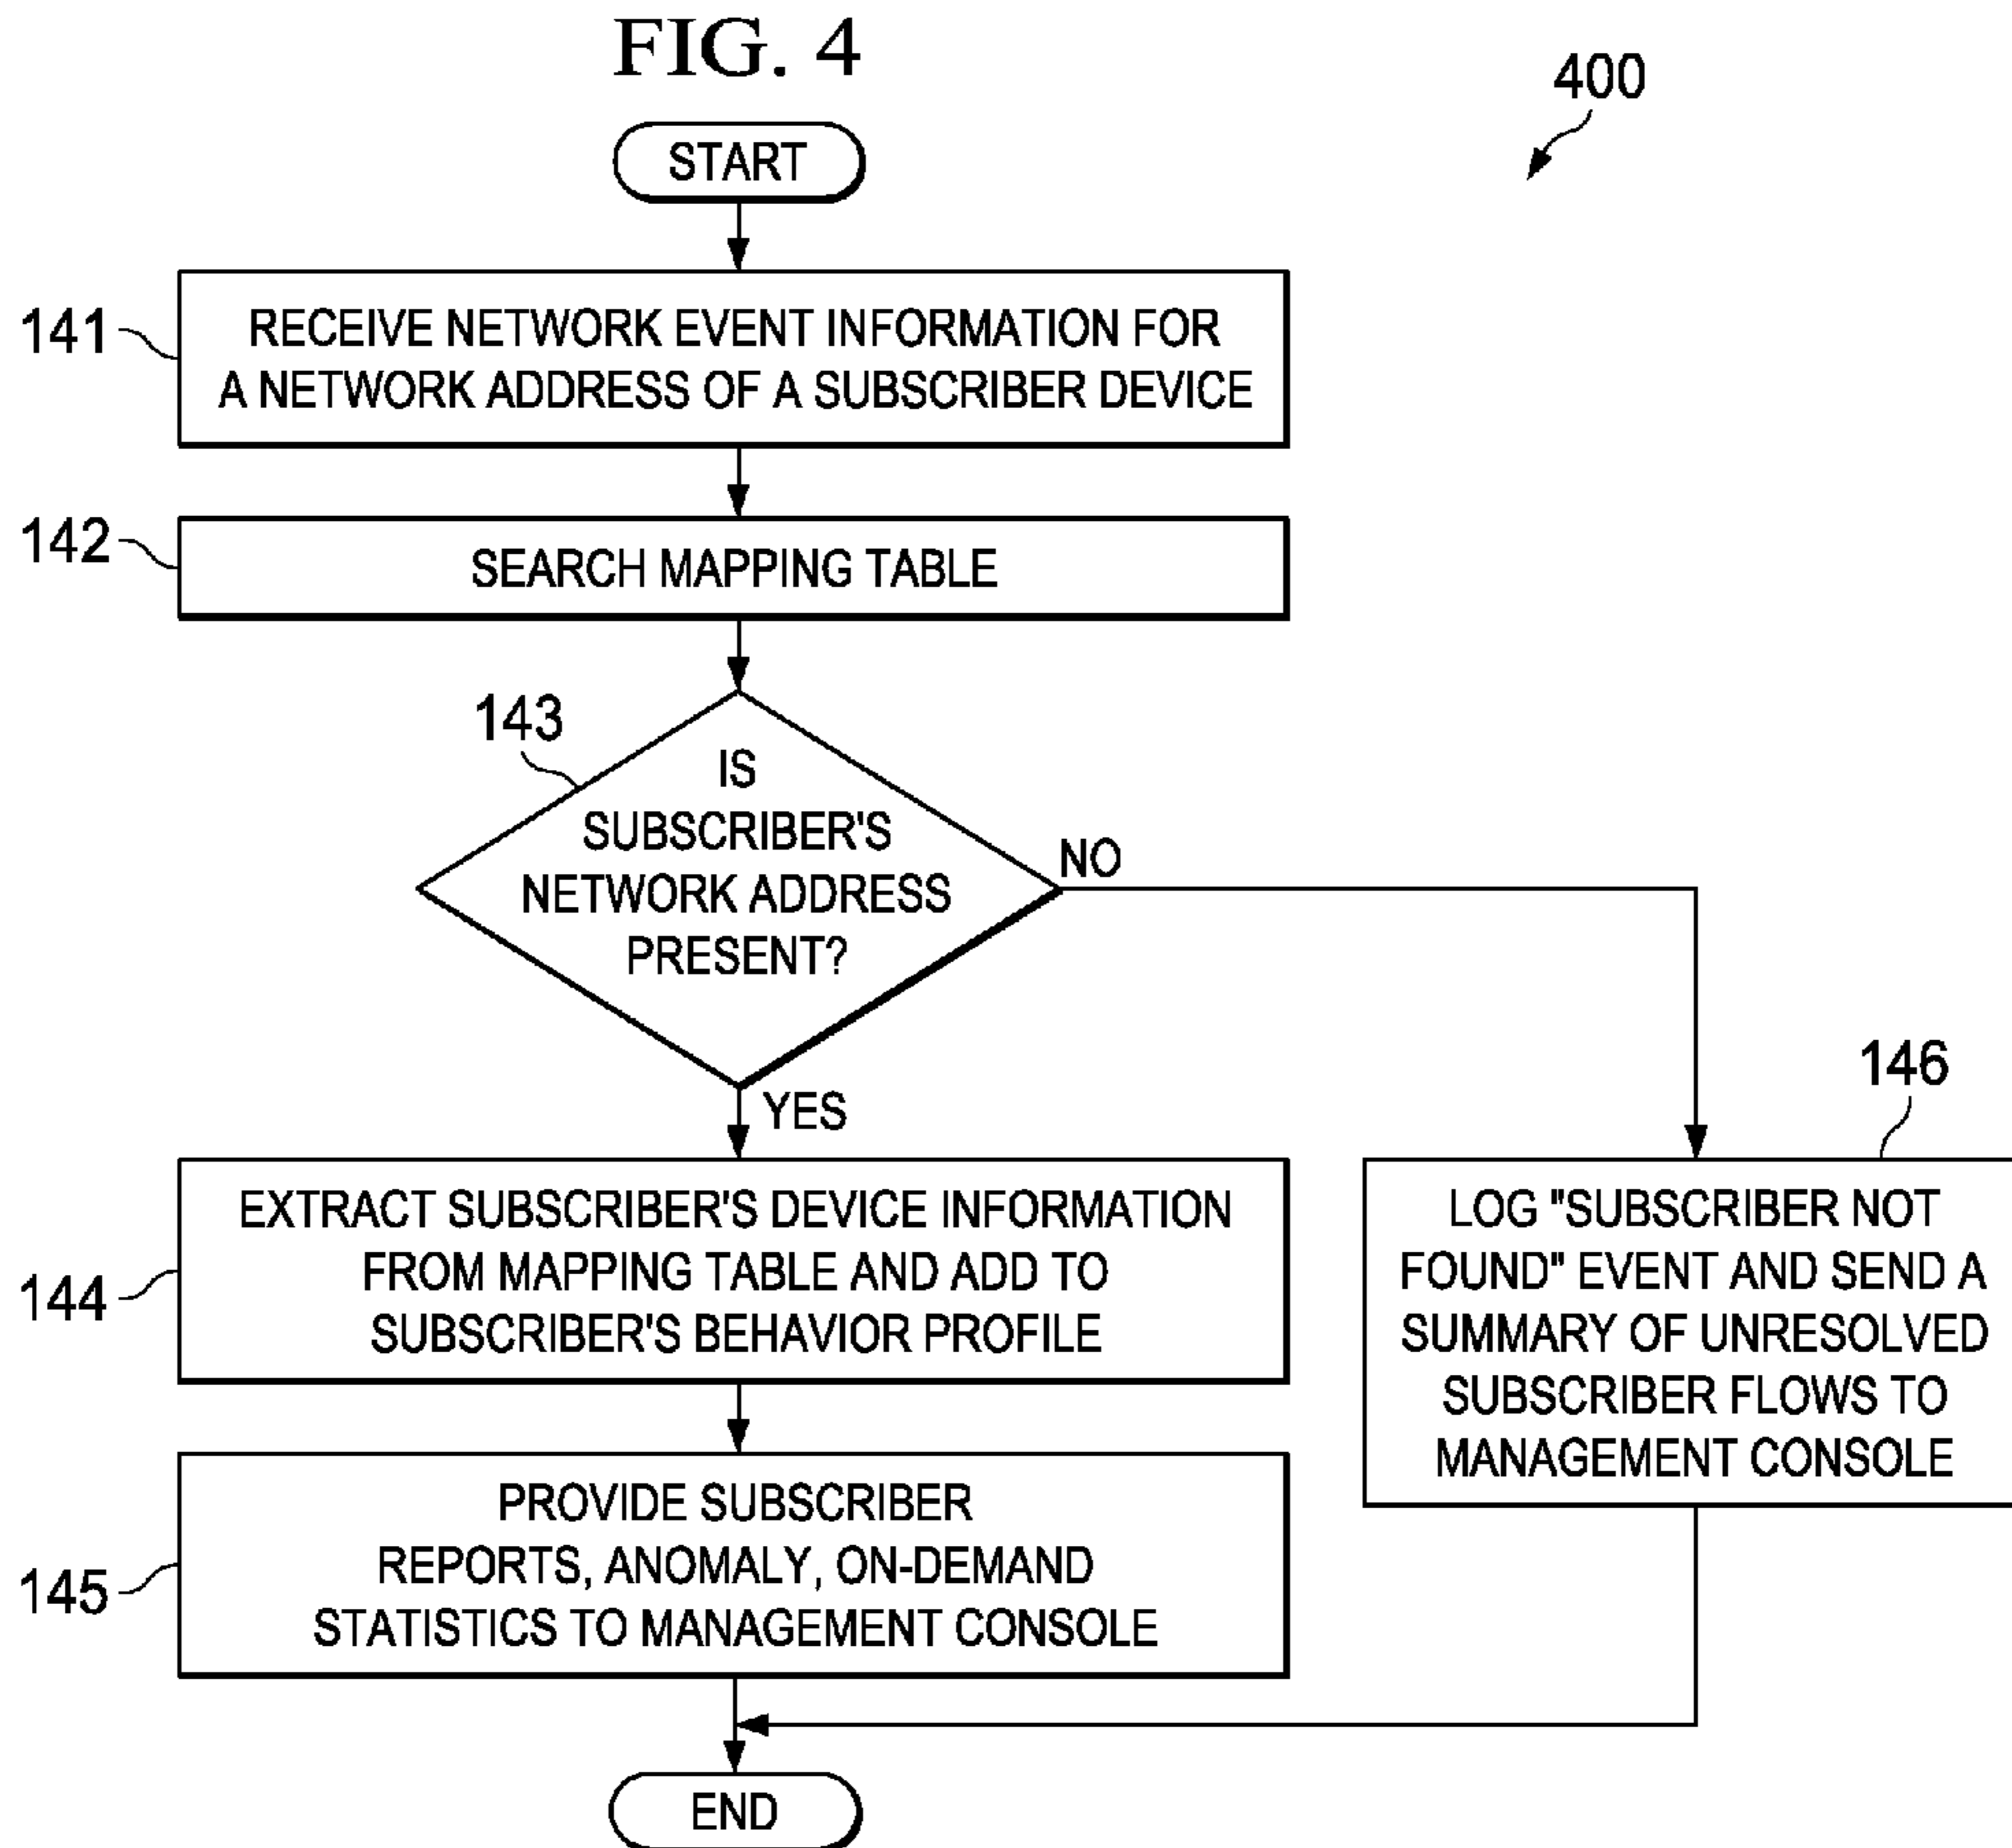 FIG. 4
400
START
141
RECEIVE NETWORK EVENT INFORMATION FOR
A NETWORK ADDRESS OF A SUBSCRIBER DEVICE
142
SEARCH MAPPING TABLE
143
IS
SUBSCRIBER'S
NETWORK ADDRESS
PRESENT?
NO
YES
144
EXTRACT SUBSCRIBER'S DEVICE INFORMATION
FROM MAPPING TABLE AND ADD TO
SUBSCRIBER'S BEHAVIOR PROFILE
146
LOG "SUBSCRIBER NOT
FOUND" EVENT AND SEND A
SUMMARY OF UNRESOLVED
SUBSCRIBER FLOWS TO
MANAGEMENT CONSOLE
145
PROVIDE SUBSCRIBER
REPORTS, ANOMALY, ON-DEMAND
STATISTICS TO MANAGEMENT CONSOLE
END